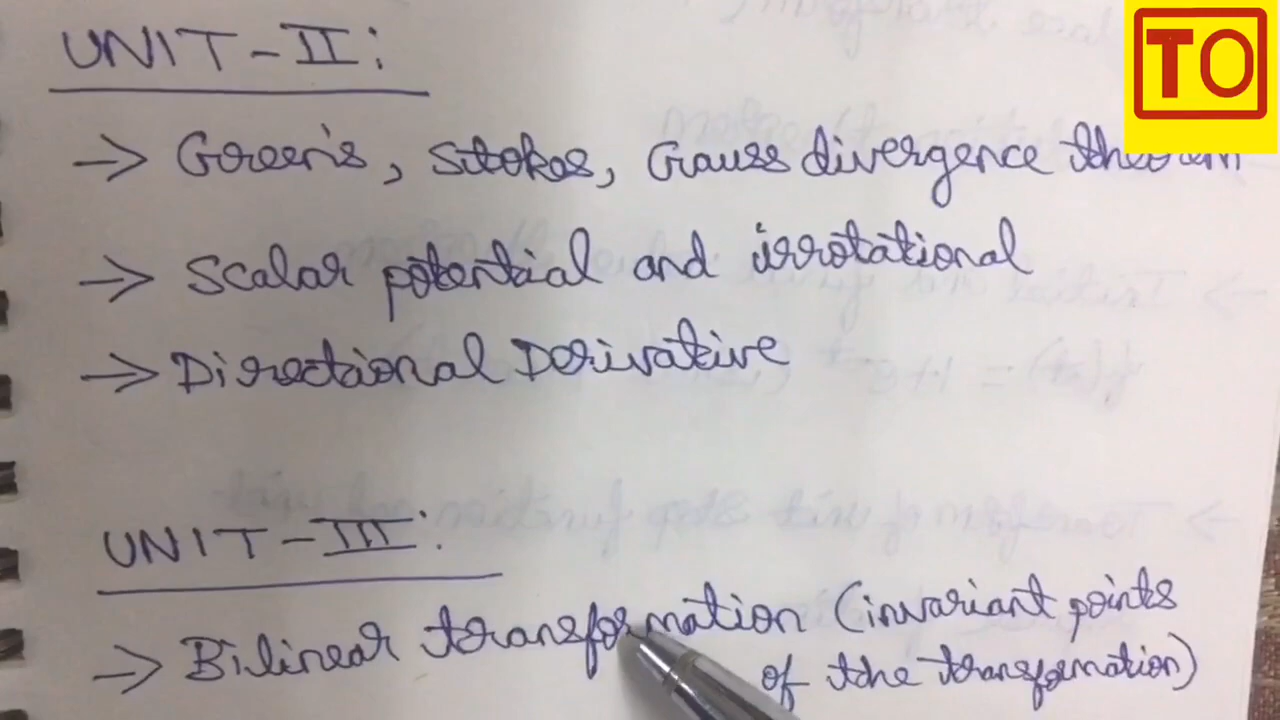 TO
UNIT-II:
→ Green's, Stokes, Gauss divergence theorem
→ Scalar potential and irrotational
→ Directional Derivative
UNIT-III:
→ Bilinear transformation (invariant points
of the transformation)